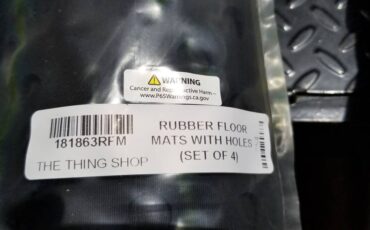 WARNING
Cancer and Reproductive Harm –
www.P65Warnings.ca.gov
181863RFM
THE THING SHOP
RUBBER FLOOR
MATS WITH HOLES
(SET OF 4)